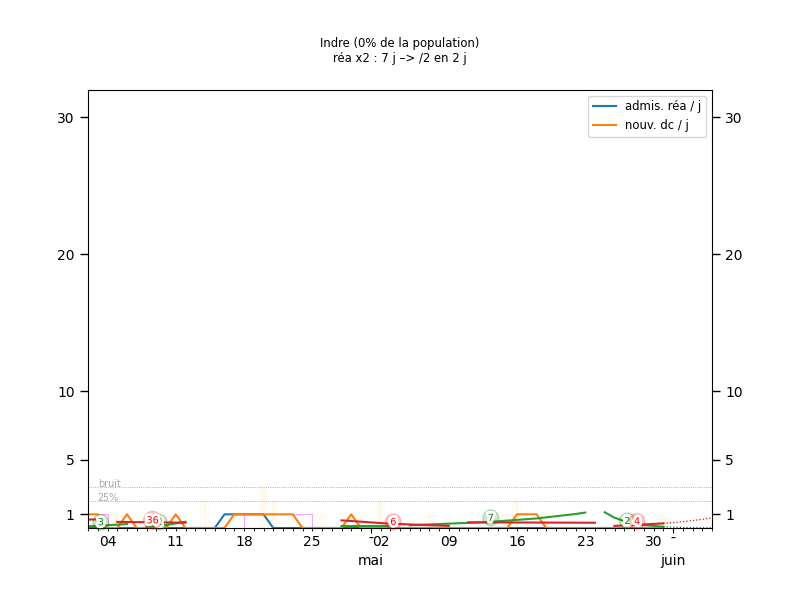 Indre (0% de la population)
réa x2 : 7 j –> /2 en 2 j
admis. réa / j
nouv. dc / j
30 30
20 20
10 10
5 5
bruit
25%
1 1
3 36 6 7 2 4
04 11 18 25 02 09 16 23 30
mai juin